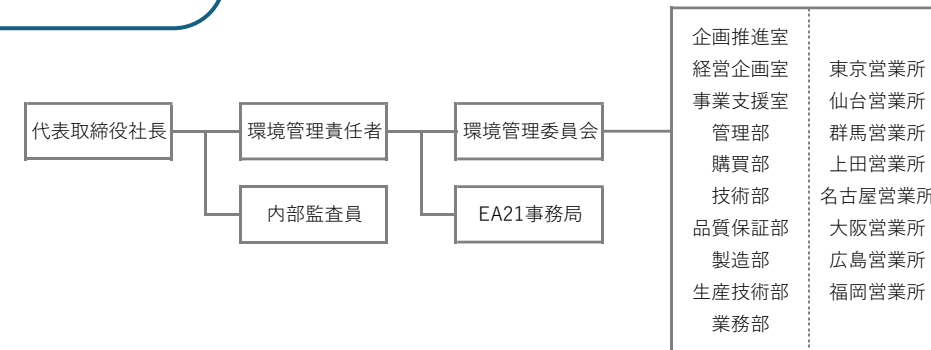 代表取締役社長
環境管理責任者
内部監査員
環境管理委員会
EA21事務局
企画推進室
経営企画室
事業支援室
管理部
購買部
技術部
品質保証部
製造部
生産技術部
業務部
東京営業所
仙台営業所
群馬営業所
上田営業所
名古屋営業所
大阪営業所
広島営業所
福岡営業所